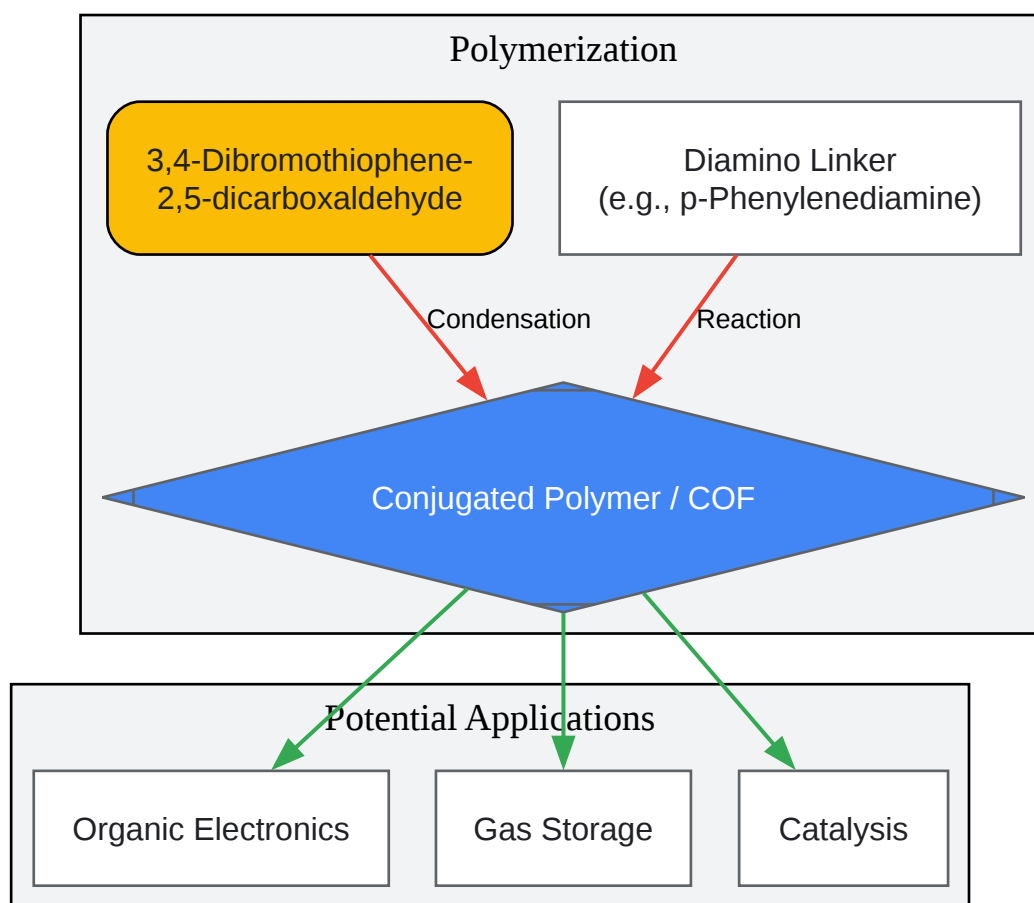 Polymerization
3,4-Dibromothiophene-
2,5-dicarboxaldehyde
Diamino Linker
(e.g., p-Phenylenediamine)
Condensation
Reaction
Conjugated Polymer / COF
Potential Applications
Organic Electronics
Gas Storage
Catalysis